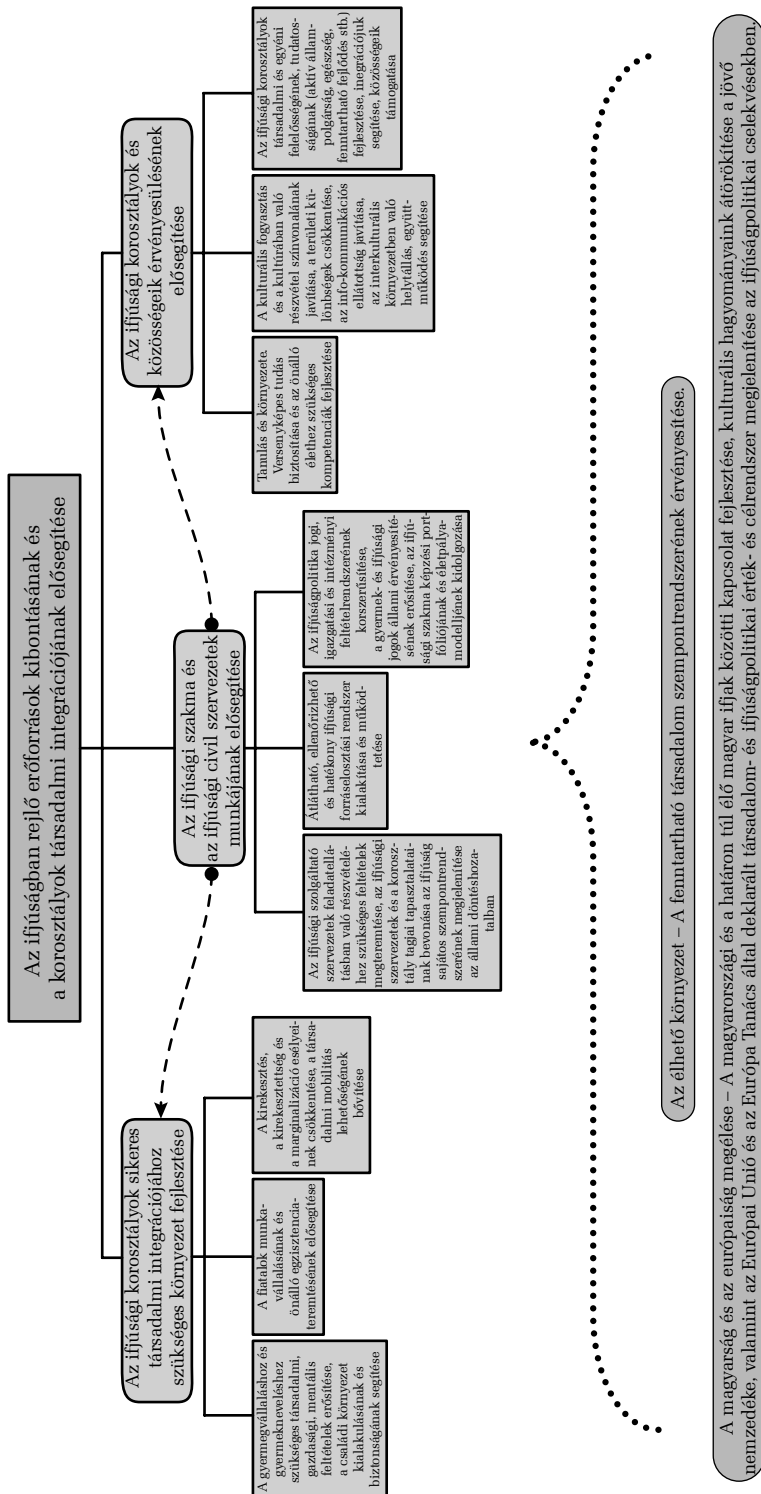 Az ifjúságban rejlő erőforrások kibontásának és
a korosztályok társadalmi integrációjának elősegítése
Az ifjúsági korosztályok sikeres
társadalmi integrációjához
szükséges környezet fejlesztése
Az ifjúsági szakma és
az ifjúsági civil szervezetek
munkájának elősegítése
Az ifjúsági korosztályok és
közösségeik érvényesülésének
elősegítése
A gyermegvállaláshoz és
gyermekneveléshez
szükséges társadalmi,
gazdasági, mentális
feltételek erősítése,
a családi környezet
kialakulásának és
biztonságának segítése
A fiatalok munka-
vállalásának és
önálló egzisztencia-
teremtésének elősegítése
A kirekesztés,
a kirekesztettség és
a marginalizáció esélyei-
nek csökkentése, a társa-
dalmi mobilitás
lehetőségének
bővítése
Az ifjúsági szolgáltató
szervezetek feladatellá-
tásban való részvételé-
hez szükséges feltételek
megteremtése, az ifjúsági
szervezetek és a korosz-
tály tagjai tapasztalatai-
nak bevonása az ifjúság
sajátos szempontrend-
szerének megjelenítése
az állami döntéshoza-
talban
Átlátható, ellenőrizhető
és hatékony ifjúsági
forráselosztási rendszer
kialakítása és működ-
tetése
Az ifjúságpolitika jogi,
igazgatási és intézményi
feltételrendszerének
korszerűsítése,
a gyermek- és ifjúsági
jogok állami érvényesíté-
sének erősítése, az ifjú-
sági szakma képzési port-
fóliójának és életpálya-
modelljének kidolgozása
Tanulás és környezete.
Versenyképes tudás
biztosítása és az önálló
élethez szükséges
kompetenciák fejlesztése
A kulturális fogyasztás
és a kultúrában való
részvétel színvonalának
javítása, a területi kü-
lönbségek csökkentése,
az info-kommunikációs
ellátottság javítása,
az interkulturális
környezetben való
helytállás, együtt-
működés segítése
Az ifjúsági korosztályok
társadalmi és egyéni
felelősségének, tudatos-
ságának (aktív állam-
polgárság, egészség,
fenntartható fejlődés stb.)
fejlesztése, inegrációjuk
segítése, közösségeik
támogatása
Az élhető környezet – A fenntartható társadalom szempontrendszerének érvényesítése.
A magyarság és az európaiság megélése – A magyarországi és a határon túl élő magyar ifjak közötti kapcsolat fejlesztése, kulturális hagyományaink átörökítése a jövő
nemzedéke, valamint az Európai Unió és az Európa Tanács által deklarált társadalom- és ifjúságpolitikai érték- és célrendszer megjelenítése az ifjúságpolitikai cselekvésekben.